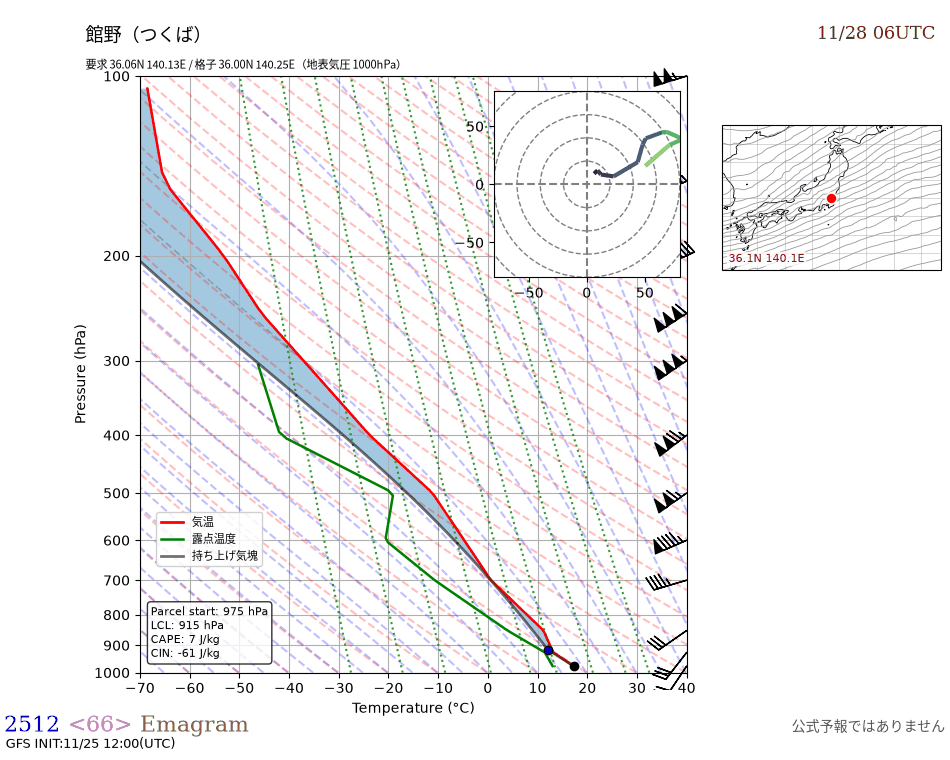 館野（つくば）
11/28 06UTC
要求 36.06N 140.13E / 格子 36.00N 140.25E（地表気圧 1000hPa）
100
200
300
400
500
600
700
800
900
1000
Pressure (hPa)
50
0
−50
−50 0 50
36.1N 140.1E
気温
露点温度
持ち上げ気塊
Parcel start: 975 hPa
LCL: 915 hPa
CAPE: 7 J/kg
CIN: -61 J/kg
−70 −60 −50 −40 −30 −20 −10 0 10 20 30 40
Temperature (°C)
2512 <66> Emagram
公式予報ではありません
GFS INIT:11/25 12:00(UTC)